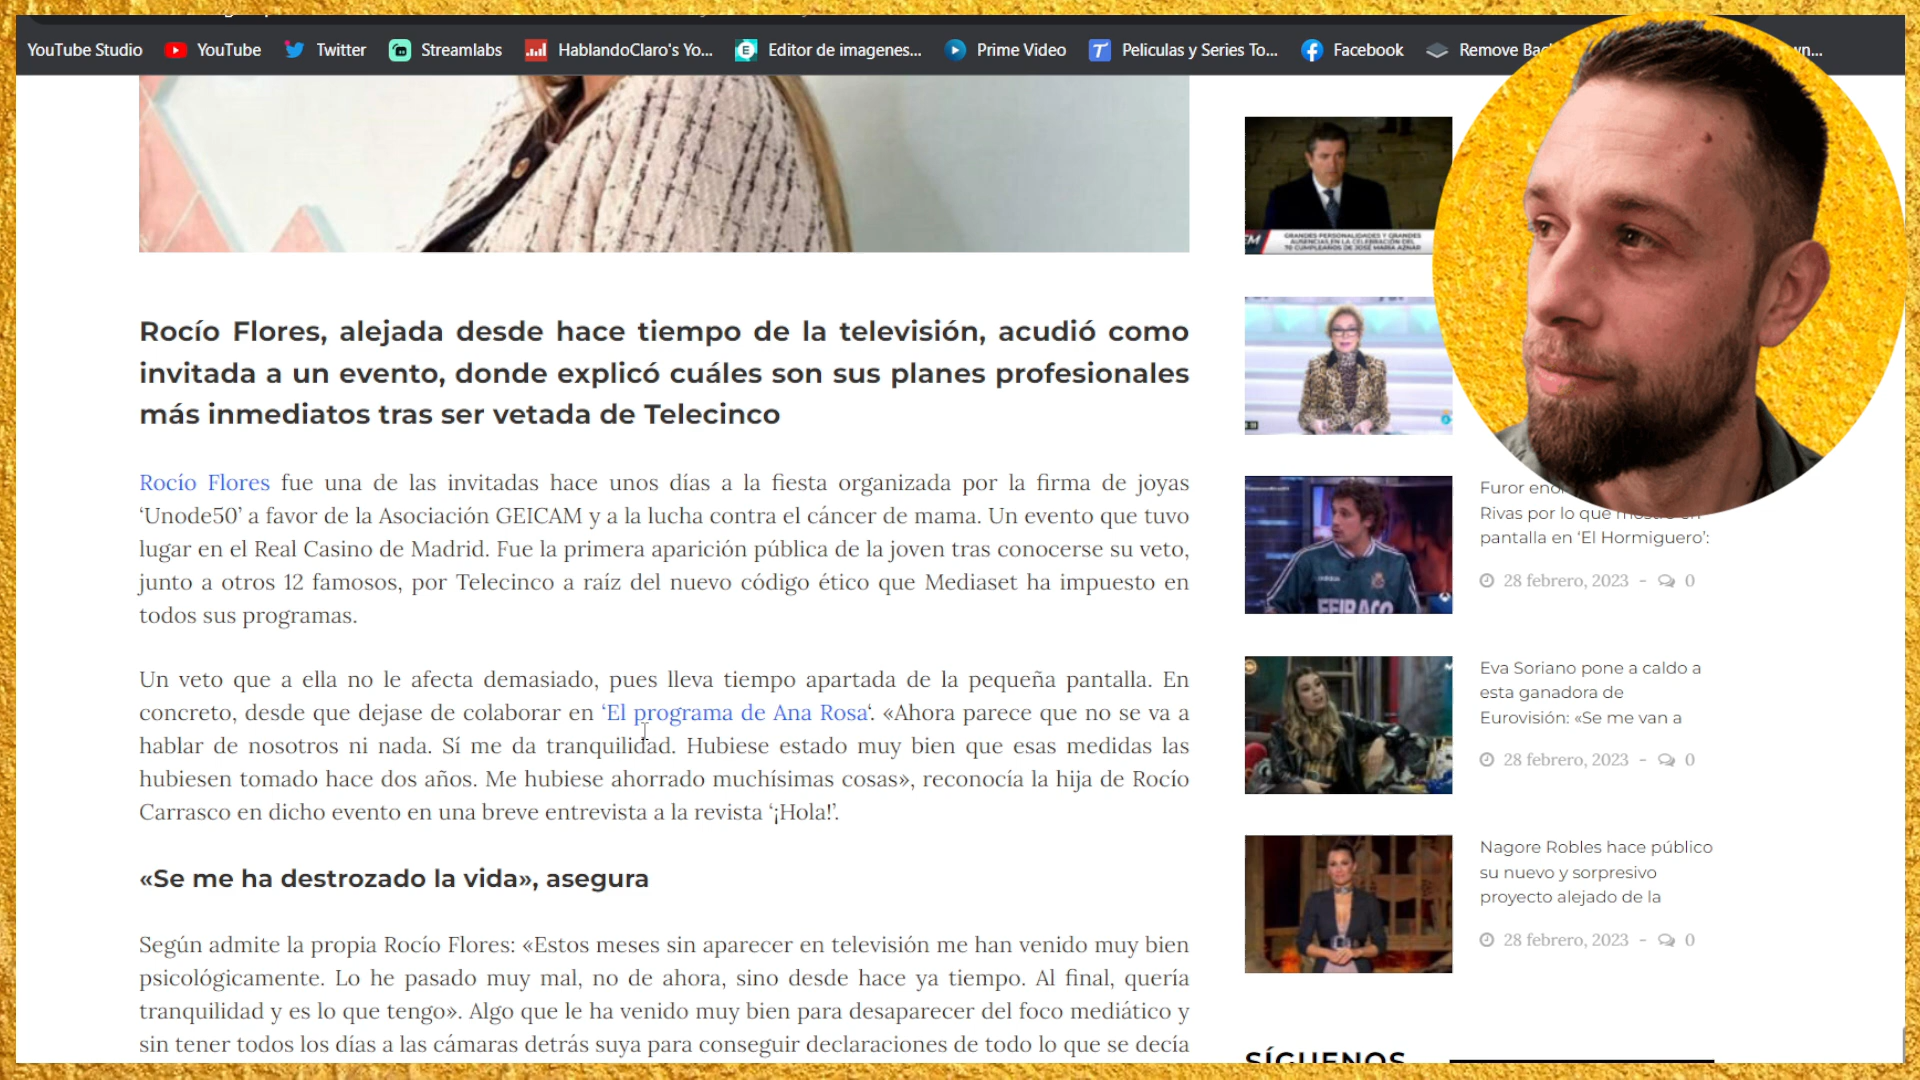 YouTube Studio
YouTube
Twitter
Streamlabs
HablandoClaro's Yo...
Editor de imagenes...
Prime Video
Peliculas y Series To...
Facebook
Remove
Rocío Flores, alejada desde hace tiempo de la televisión, acudió como
invitada a un evento, donde explicó cuáles son sus planes profesionales
más inmediatos tras ser vetada de Telecinco
Rocío Flores fue una de las invitadas hace unos días a la fiesta organizada por la firma de joyas
‘Unode50’ a favor de la Asociación GEICAM y a la lucha contra el cáncer de mama. Un evento que tuvo
lugar en el Real Casino de Madrid. Fue la primera aparición pública de la joven tras conocerse su veto,
junto a otros 12 famosos, por Telecinco a raíz del nuevo código ético que Mediaset ha impuesto en
todos sus programas.
Un veto que a ella no le afecta demasiado, pues lleva tiempo apartada de la pequeña pantalla. En
concreto, desde que dejase de colaborar en ‘El programa de Ana Rosa‘. «Ahora parece que no se va a
hablar de nosotros ni nada. Sí me da tranquilidad. Hubiese estado muy bien que esas medidas las
hubiesen tomado hace dos años. Me hubiese ahorrado muchísimas cosas», reconocía la hija de Rocío
Carrasco en dicho evento en una breve entrevista a la revista ‘¡Hola!’.
«Se me ha destrozado la vida», asegura
Según admite la propia Rocío Flores: «Estos meses sin aparecer en televisión me han venido muy bien
psicológicamente. Lo he pasado muy mal, no de ahora, sino desde hace ya tiempo. Al final, quería
tranquilidad y es lo que tengo». Algo que le ha venido muy bien para desaparecer del foco mediático y
sin tener todos los días a las cámaras detrás suya para conseguir declaraciones de todo lo que se decía
GRANDES PERSONALIDADES Y GRANDES
AUSENCIAS EN LA CELEBRACIÓN DEL
70 CUMPLEAÑOS DE JOSÉ MARÍA AZNAR
Furor
Rivas por lo que
pantalla en ‘El Hormiguero’:
28 febrero, 2023 - 0
Eva Soriano pone a caldo a
esta ganadora de
Eurovisión: «Se me van a
28 febrero, 2023 - 0
Nagore Robles hace público
su nuevo y sorpresivo
proyecto alejado de la
28 febrero, 2023 - 0
SÍGUENOS